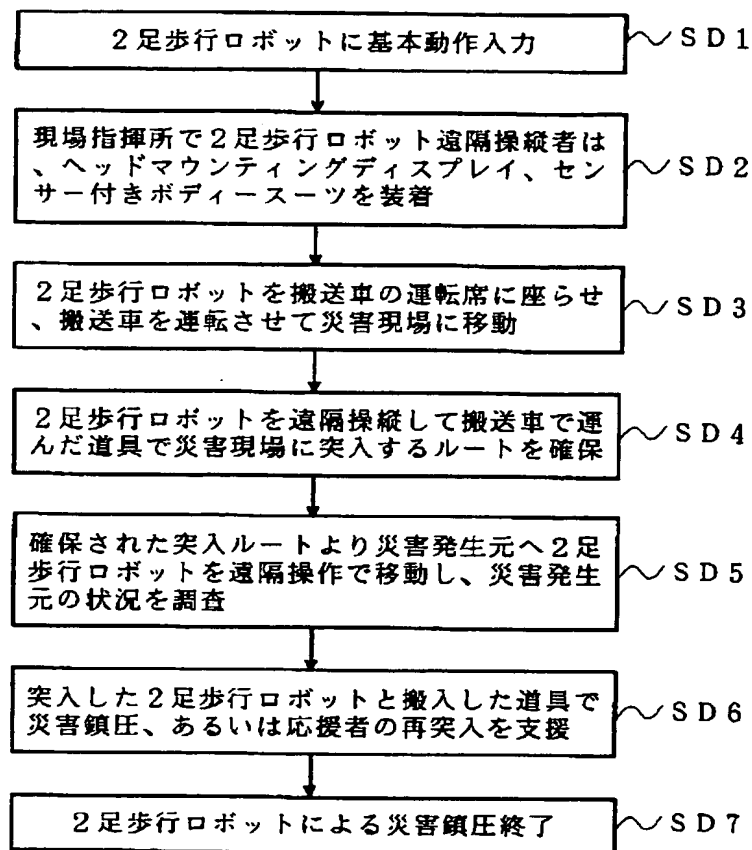 2足歩行ロボットに基本動作入力
SD1
現場指揮所で2足歩行ロボット遠隔操縦者は
、ヘッドマウンティングディスプレイ、セン
サー付きボディースーツを装着
SD2
2足歩行ロボットを搬送車の運転席に座らせ
、搬送車を運転させて災害現場に移動
SD3
2足歩行ロボットを遠隔操縦して搬送車で運
んだ道具で災害現場に突入するルートを確保
SD4
確保された突入ルートより災害発生元へ2足
歩行ロボットを遠隔操作で移動し、災害発生
元の状況を調査
SD5
突入した2足歩行ロボットと搬入した道具で
災害鎮圧、あるいは応援者の再突入を支援
SD6
2足歩行ロボットによる災害鎮圧終了
SD7